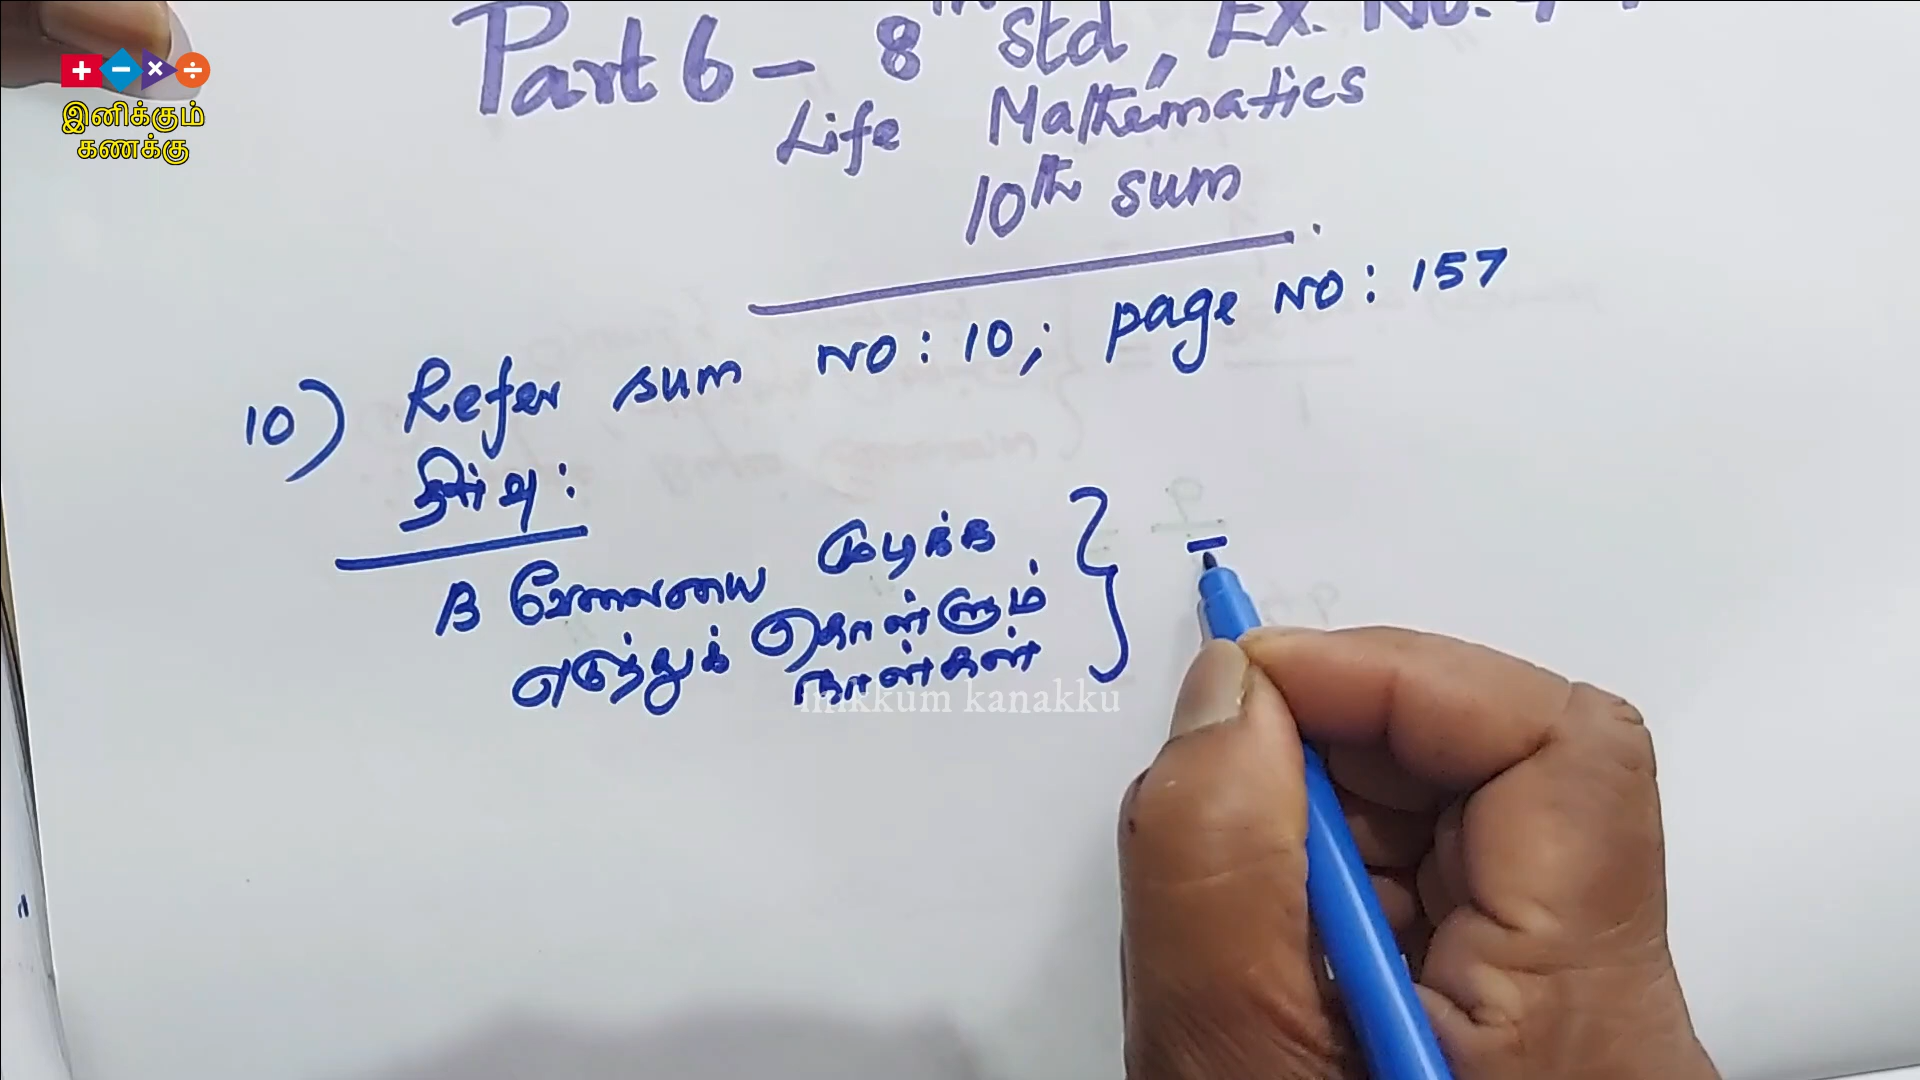 இனிக்கும்
கணக்கு
Part 6 - 8th std, Ex. No.
Life Mathematics
10th sum
10) Refer sum No: 10; page No: 157
தீர்வு:
B வேலையை முடிக்க
எடுத்துக் கொள்ளும்
நாள்கள்
inikkum kanakku